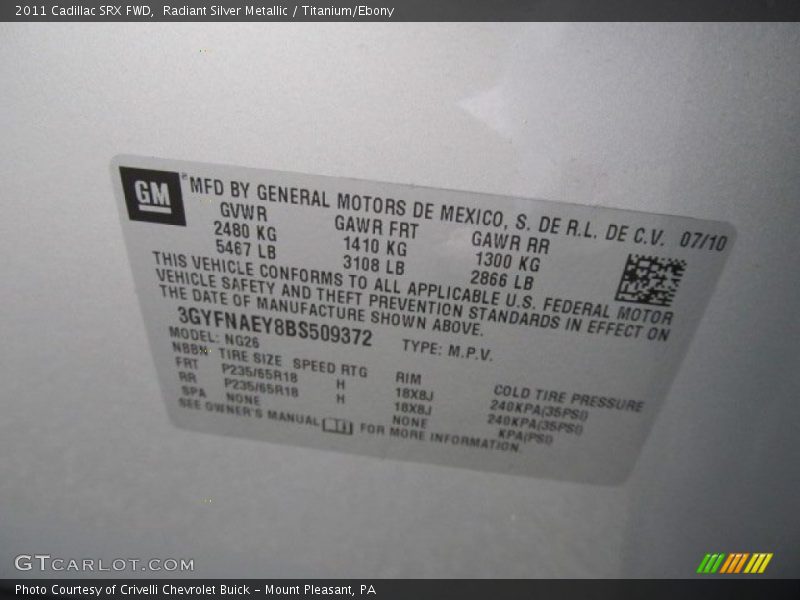 2011 Cadillac SRX FWD,  Radiant Silver Metallic / Titanium/Ebony
GM
® MFD BY GENERAL MOTORS DE MEXICO, S. DE R.L. DE C.V. 07/10
GVWR GAWR FRT GAWR RR
2480 KG 1410 KG 1300 KG
5467 LB 3108 LB 2866 LB
THIS VEHICLE CONFORMS TO ALL APPLICABLE U.S. FEDERAL MOTOR
VEHICLE SAFETY AND THEFT PREVENTION STANDARDS IN EFFECT ON
THE DATE OF MANUFACTURE SHOWN ABOVE.
3GYFNAEY8BS509372 TYPE: M.P.V.
MODEL: NG26
TIRE SIZE SPEED RTG RIM COLD TIRE PRESSURE
FRT P235/65R18 H 18X8J 240KPA(35PSI)
RR P235/65R18 H 18X8J 240KPA(35PSI)
SPA NONE NONE KPA(PSI)
SEE OWNER'S MANUAL FOR MORE INFORMATION.
GTCARLOT.COM
Photo Courtesy of Crivelli Chevrolet Buick – Mount Pleasant, PA